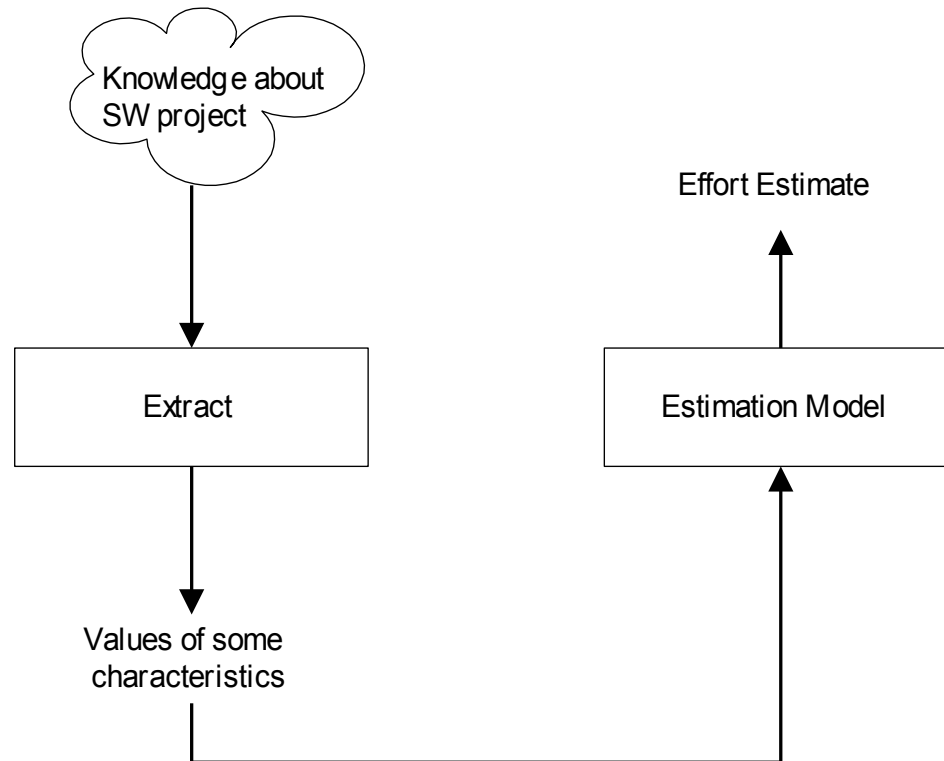 Knowledge about
SW project
Effort Estimate
Extract
Estimation Model
Values of some
characteristics